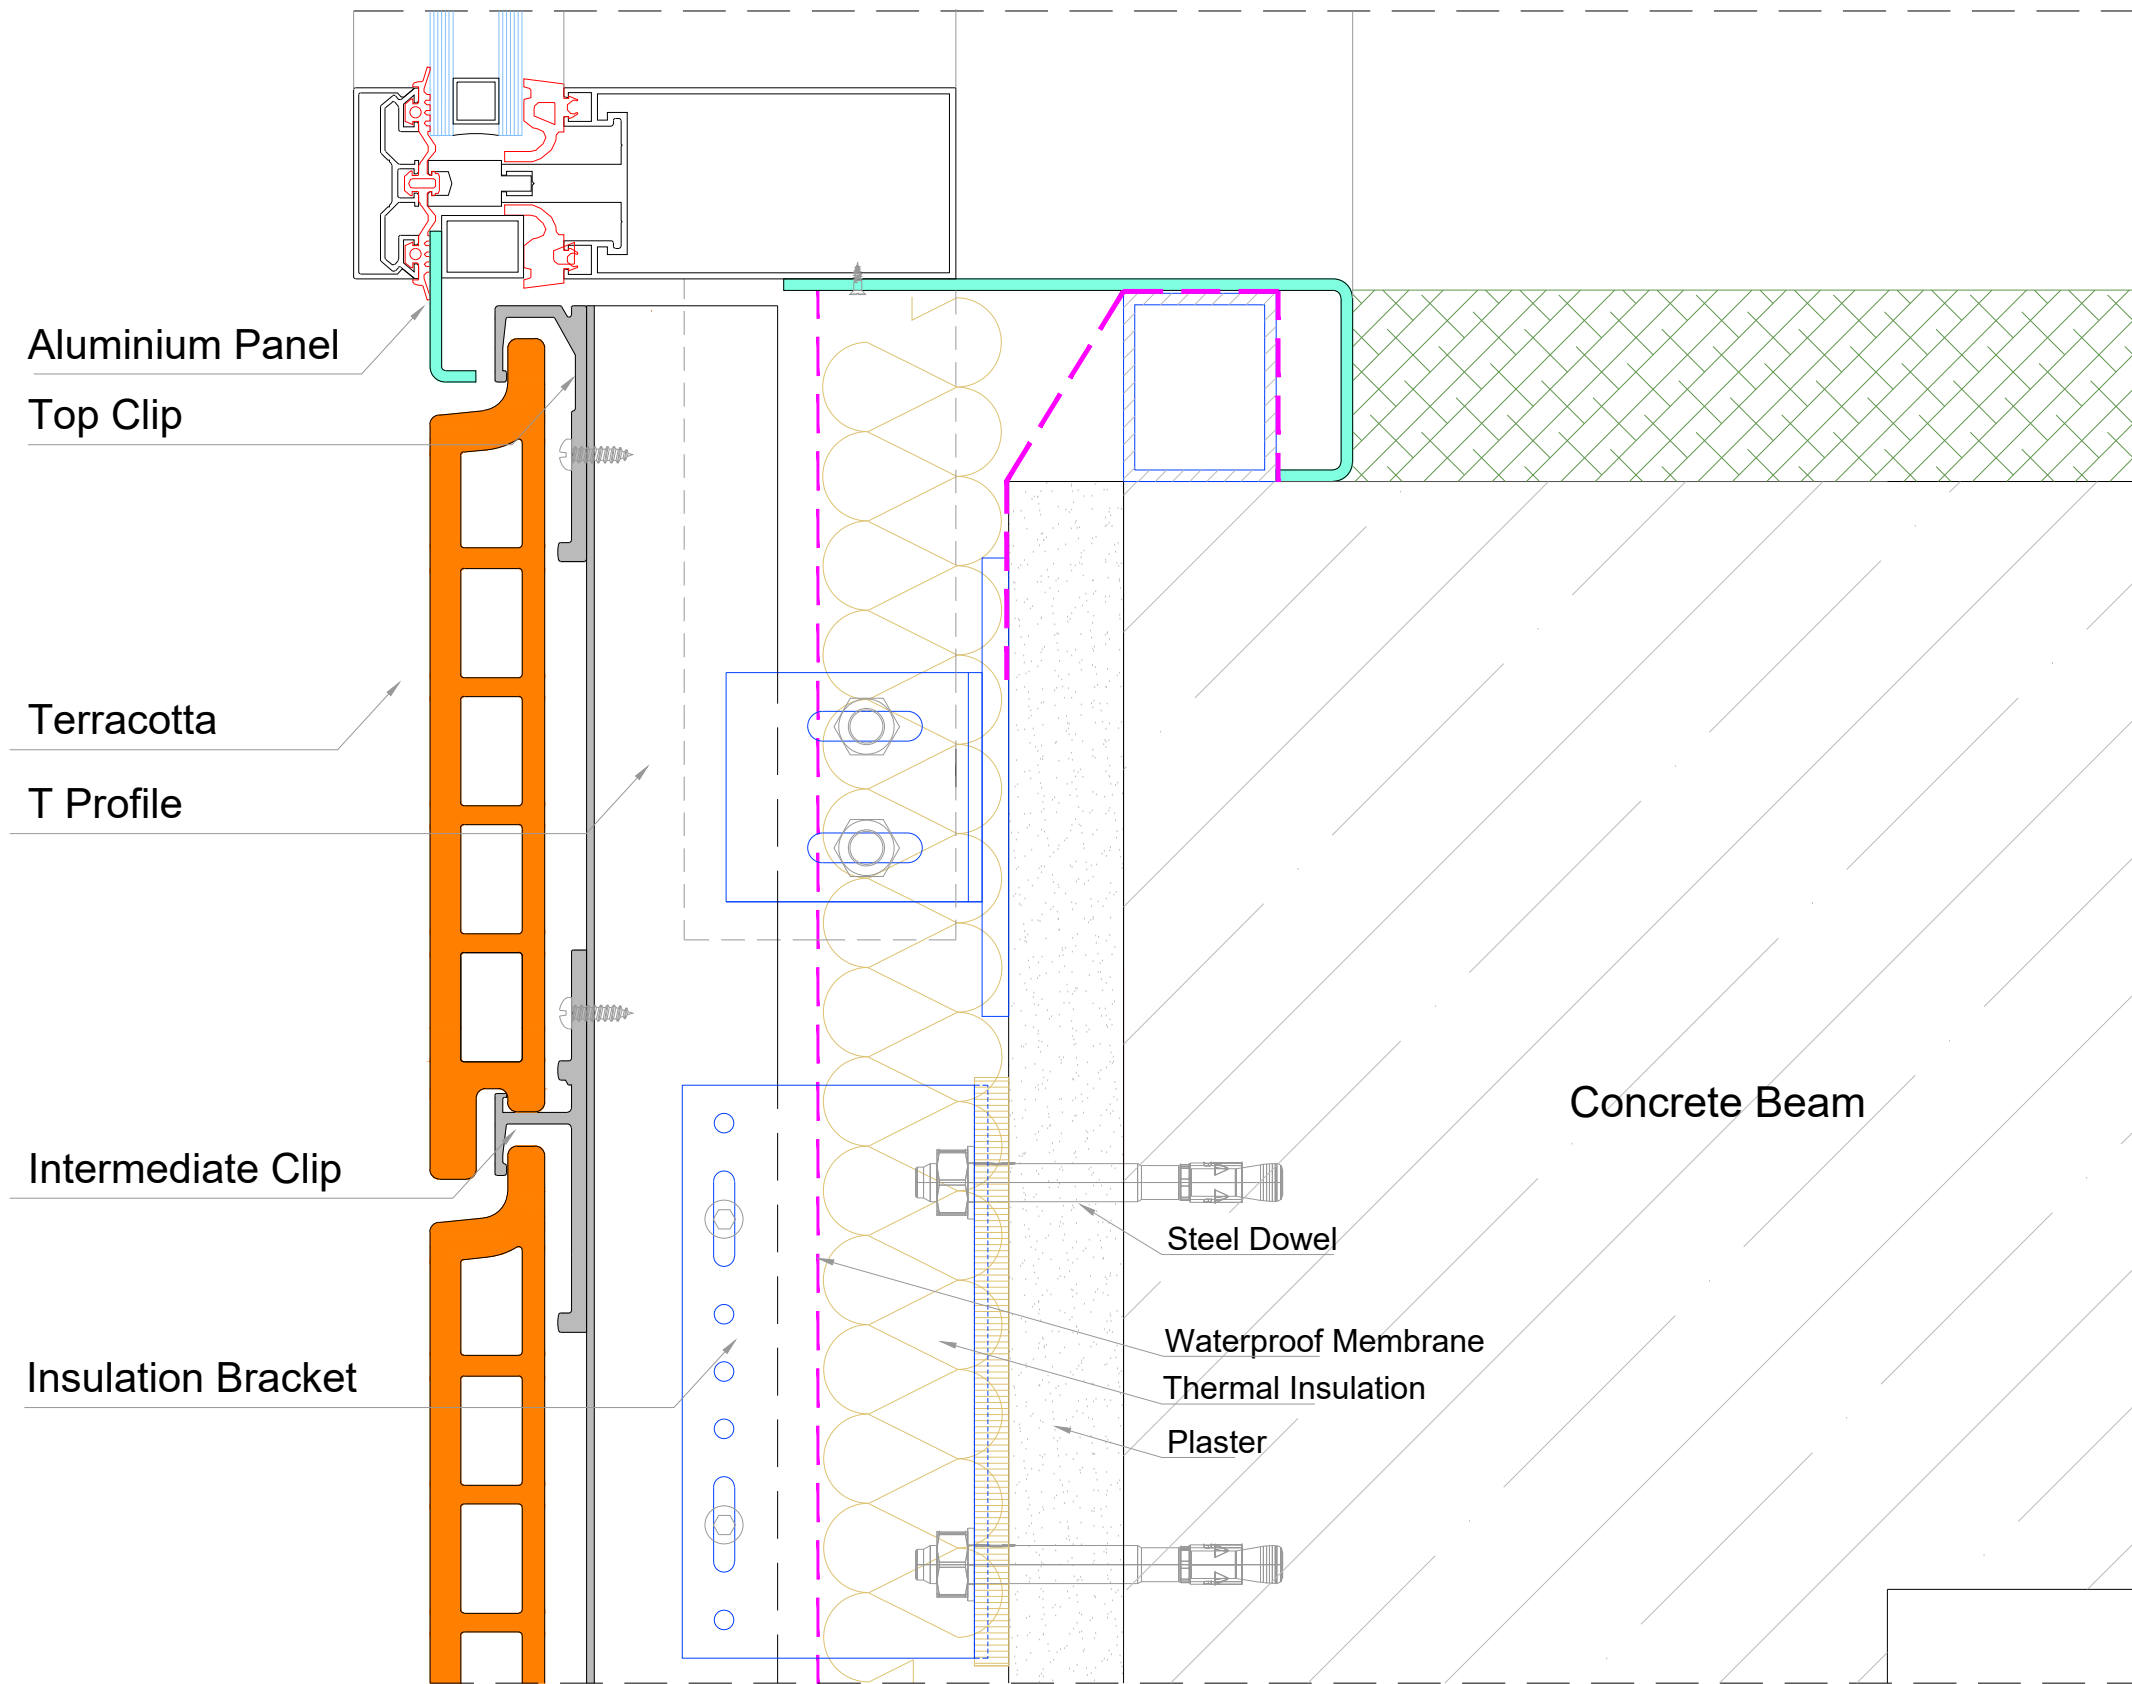 Aluminium Panel
Top Clip
Terracotta
T Profile
Concrete Beam
Intermediate Clip
Steel Dowel
Waterproof Membrane
Insulation Bracket
Thermal Insulation
Plaster